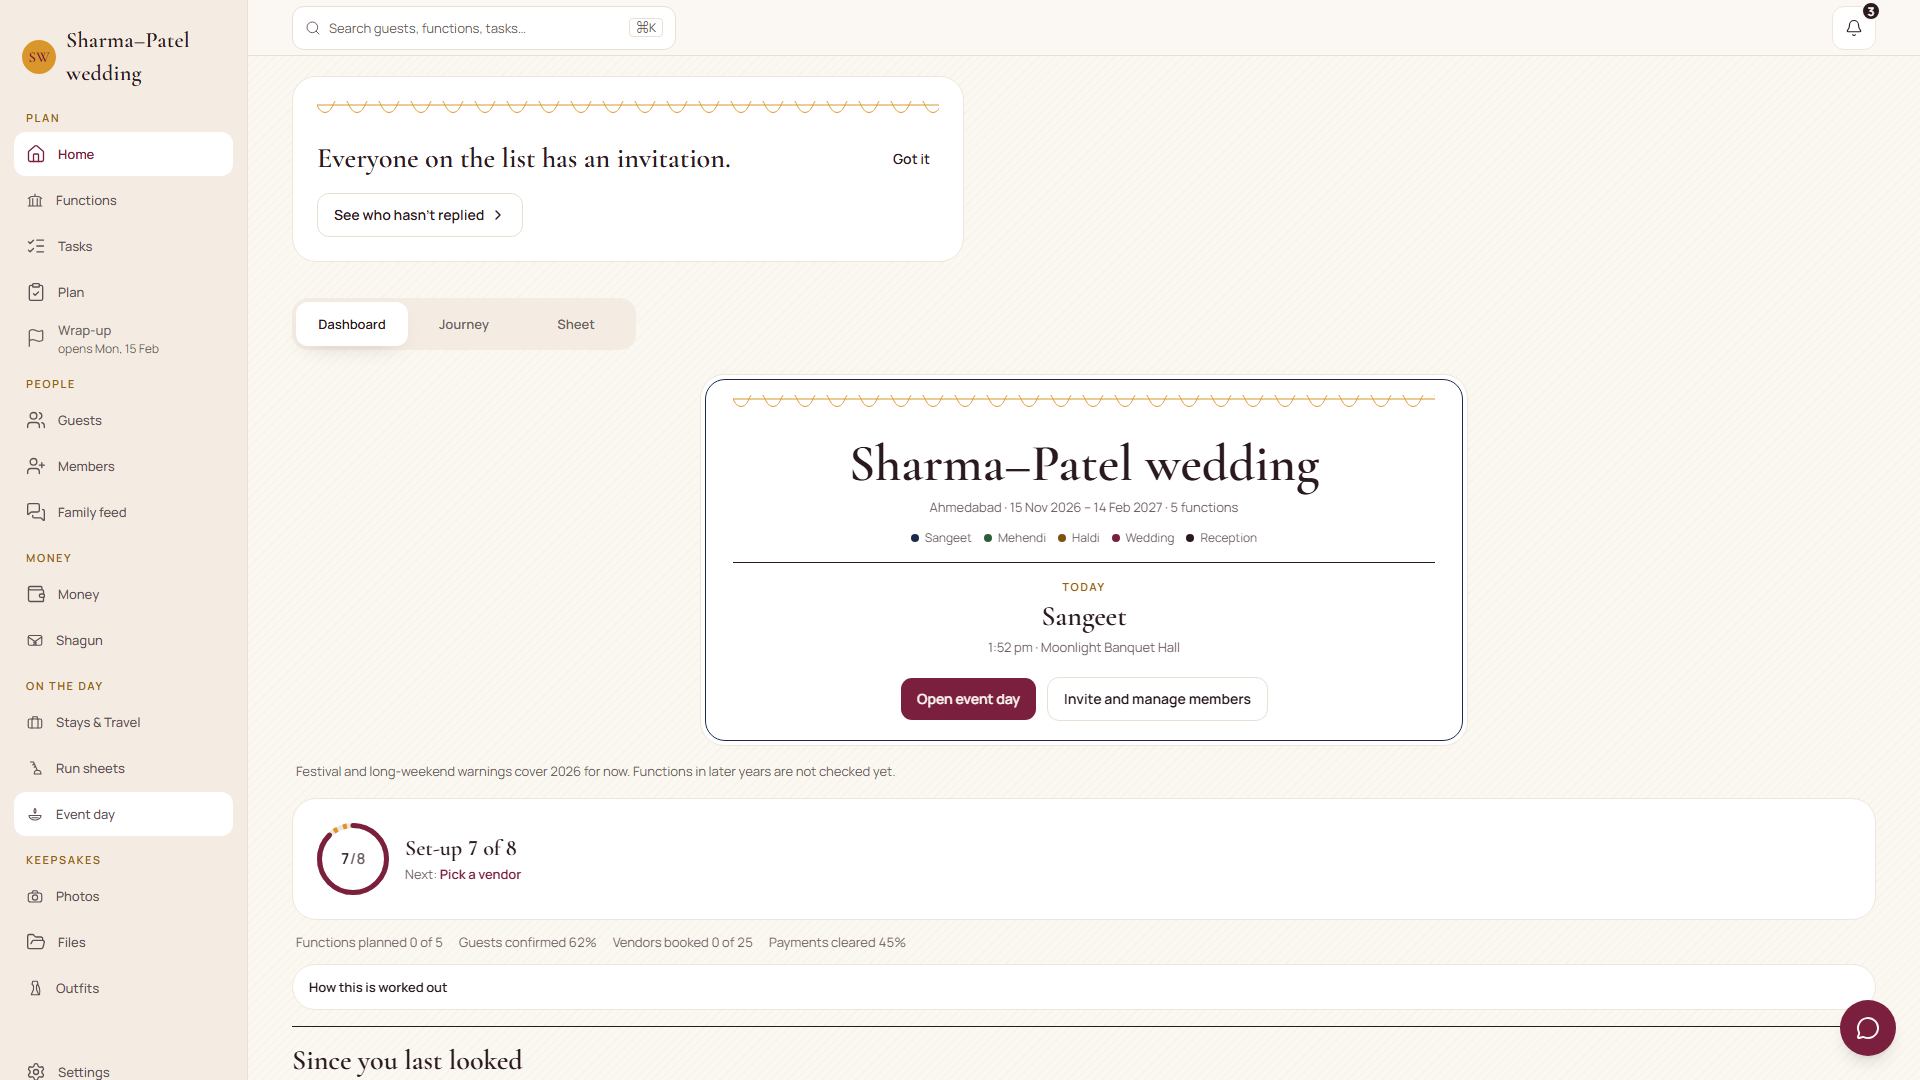 SW
Sharma–Patel
wedding
PLAN
Home
Functions
Tasks
Plan
Wrap-up
opens Mon, 15 Feb
PEOPLE
Guests
Members
Family feed
MONEY
Money
Shagun
ON THE DAY
Stays & Travel
Run sheets
Event day
KEEPSAKES
Photos
Files
Outfits
Settings
Search guests, functions, tasks... ⌘K
3
Everyone on the list has an invitation.
Got it
See who hasn't replied
Dashboard Journey Sheet
Sharma–Patel wedding
Ahmedabad · 15 Nov 2026 – 14 Feb 2027 · 5 functions
Sangeet Mehendi Haldi Wedding Reception
TODAY
Sangeet
1:52 pm · Moonlight Banquet Hall
Open event day Invite and manage members
Festival and long-weekend warnings cover 2026 for now. Functions in later years are not checked yet.
7/8
Set-up 7 of 8
Next: Pick a vendor
Functions planned 0 of 5 Guests confirmed 62% Vendors booked 0 of 25 Payments cleared 45%
How this is worked out
Since you last looked